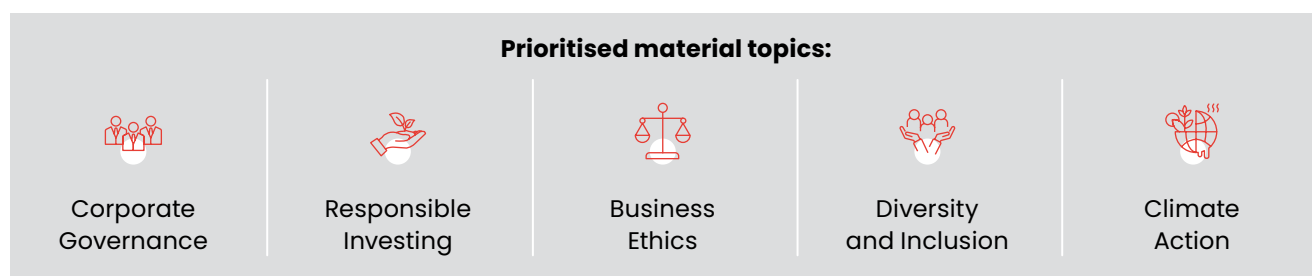 Prioritised material topics:
Corporate
Governance
Responsible
Investing
Business
Ethics
Diversity
and Inclusion
Climate
Action